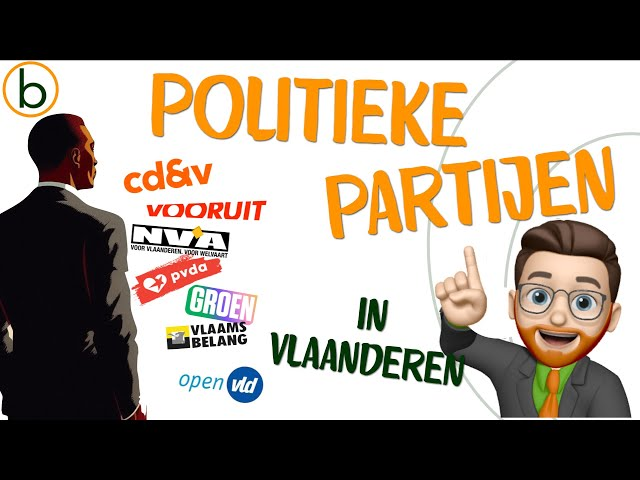 b
POLITIEKE
PARTIJEN
cd&v
VOORUIT
N-VA
VOOR VLAANDEREN. VOOR WELVAART
pvda
GROEN
VLAAMS
BELANG
open vld
IN
VLAANDEREN